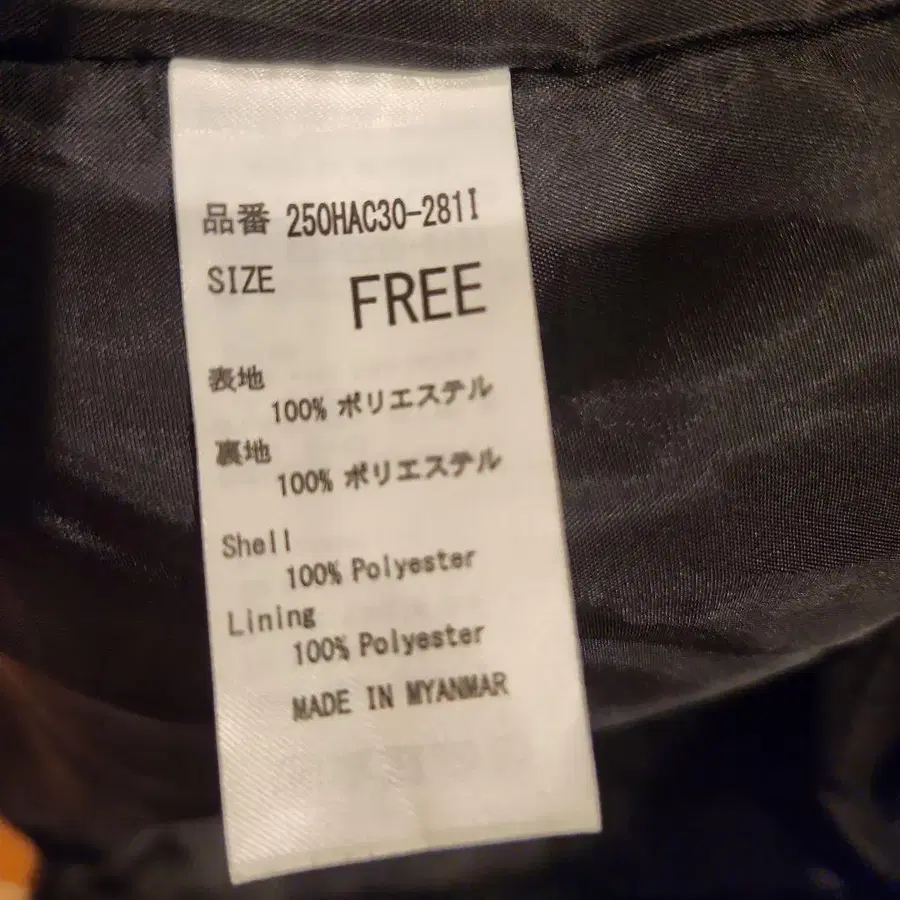 品番 250HAC30-281I
SIZE
FREE
表地
100% ポリエステル
裏地
100% ポリエステル
Shell
100% Polyester
Lining
100% Polyester
MADE IN MYANMAR